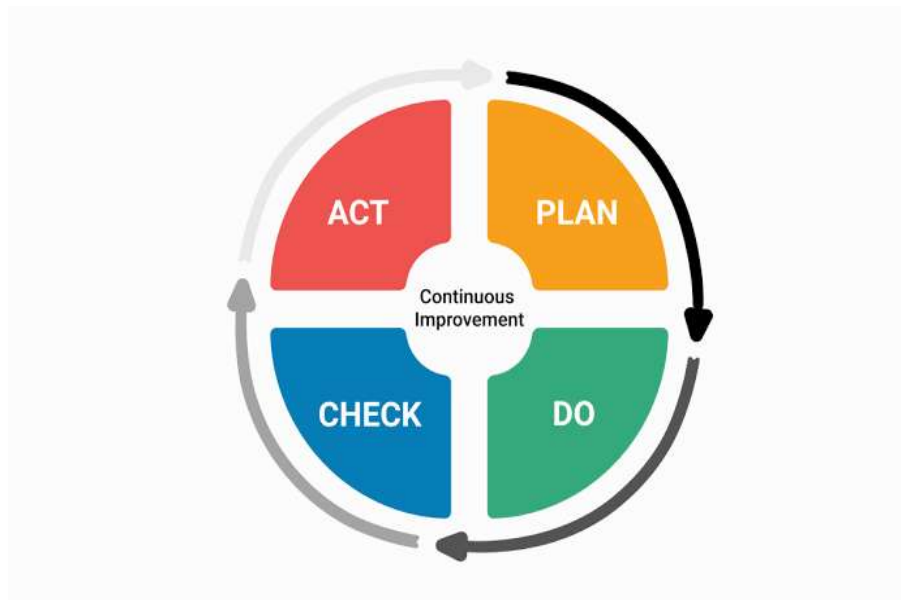 ACT
PLAN
Continuous
Improvement
CHECK
DO